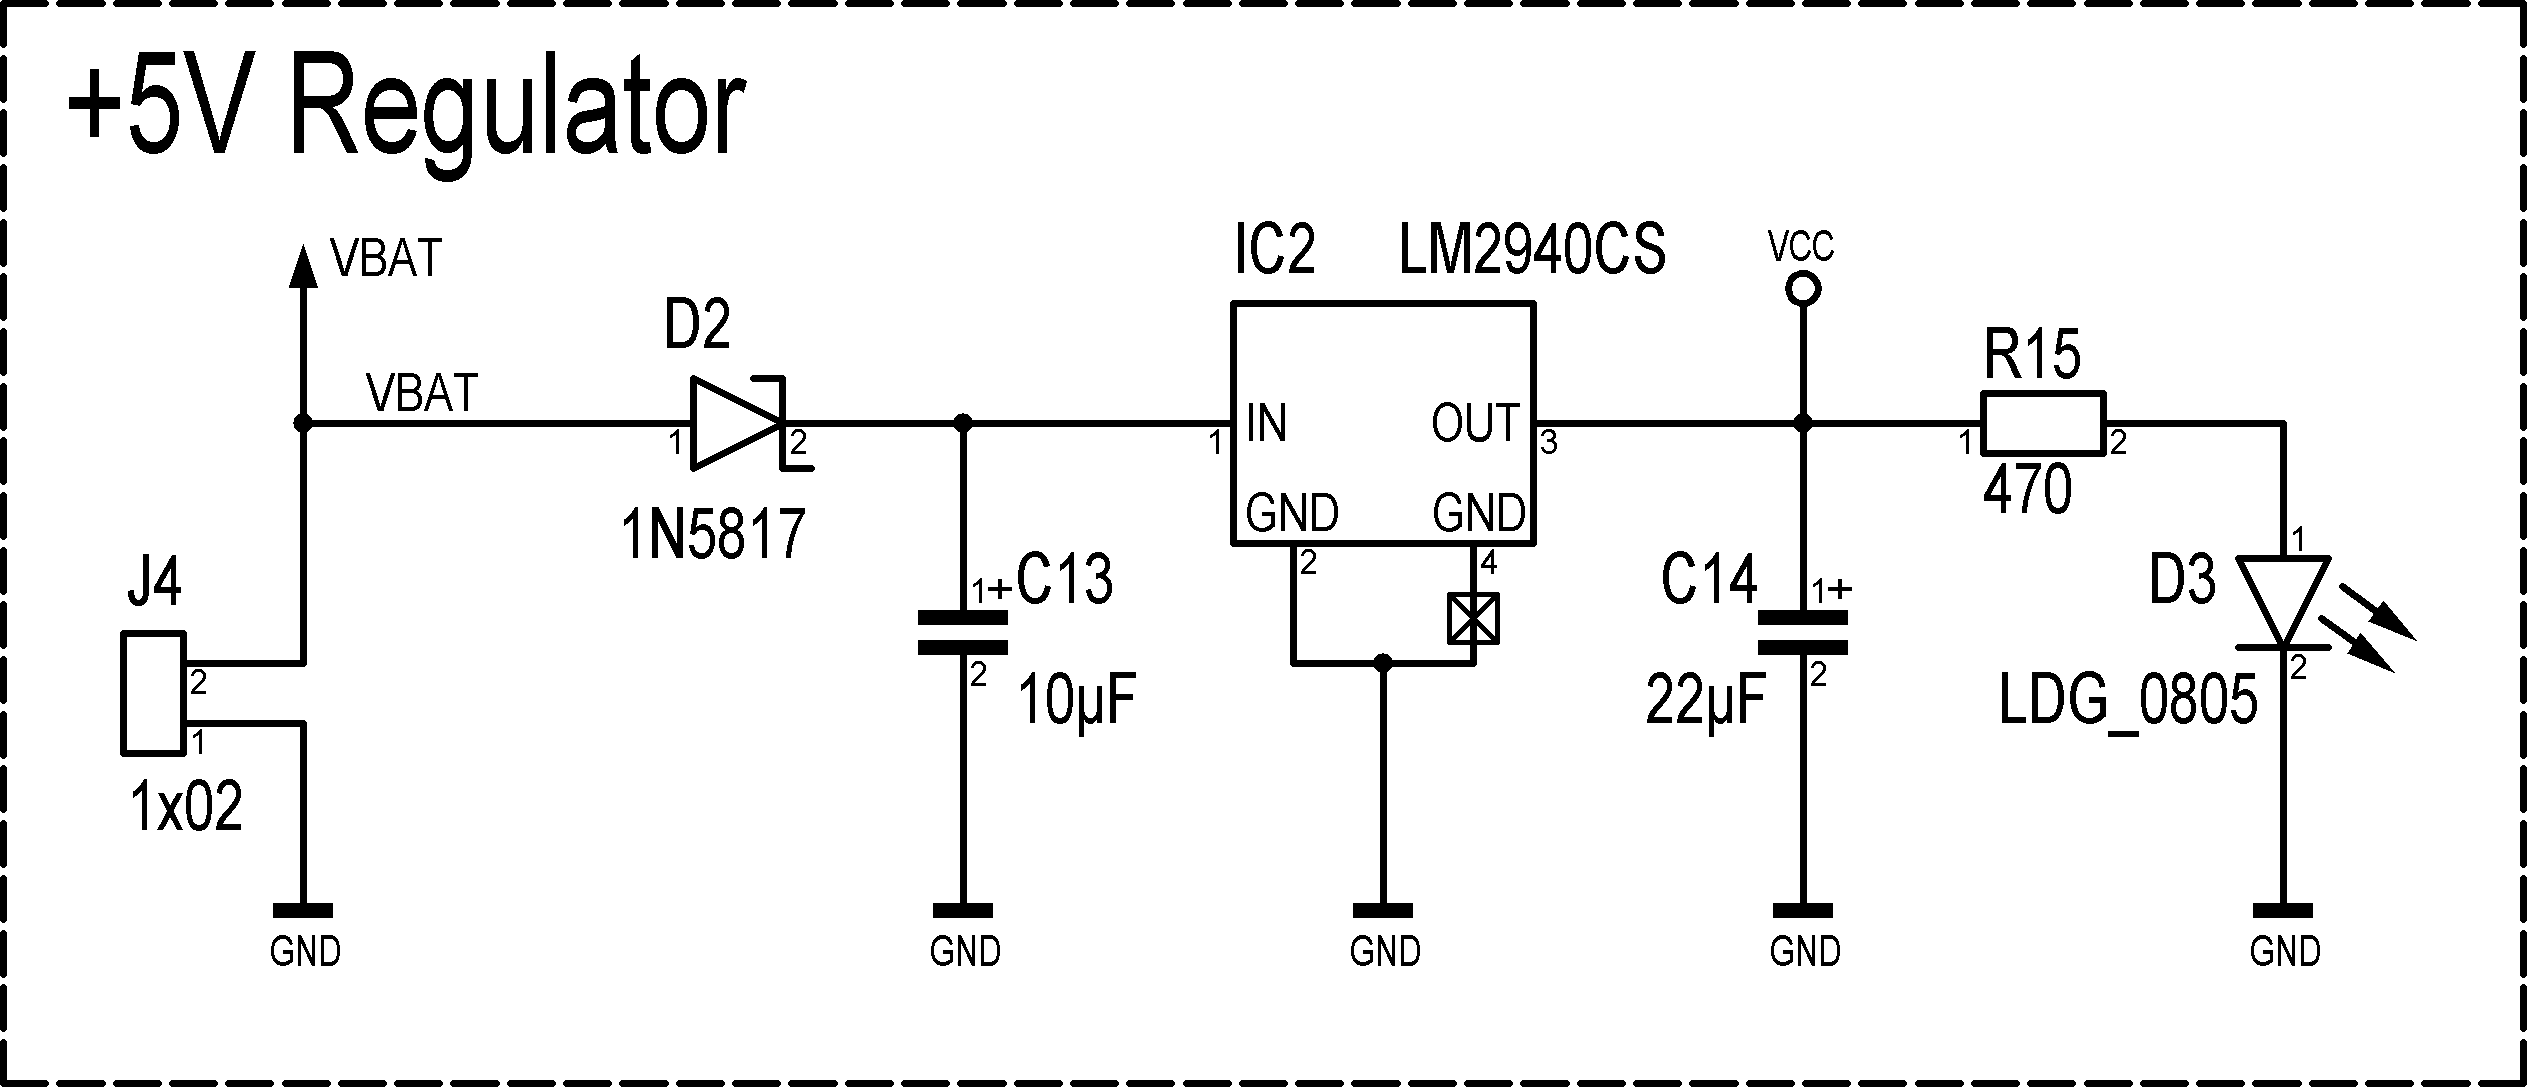 +5V Regulator
VBAT
VBAT
D2
1
2
1N5817
J4
2
1
1x02
GND
1+
C13
2
10µF
GND
IC2
LM2940CS
IN
OUT
1
3
GND
GND
2
4
GND
VCC
C14
1+
22µF
2
GND
R15
1
2
470
1
D3
2
LDG_0805
GND